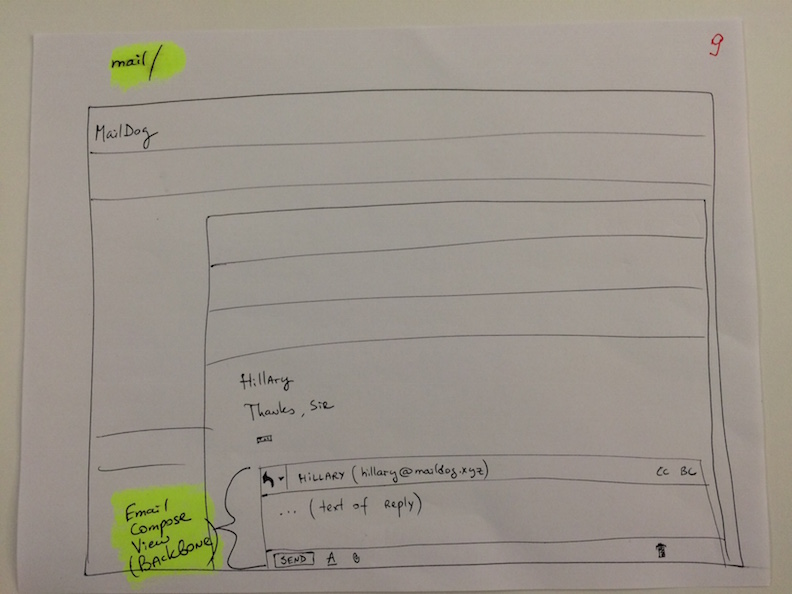 mail/
9
MailDog
Hillary
Thanks, Sir
HILLARY (hillary@maildog.xyz) CC BC
... (text of Reply)
SEND A
Email
Compose
View
(BACKBONE)